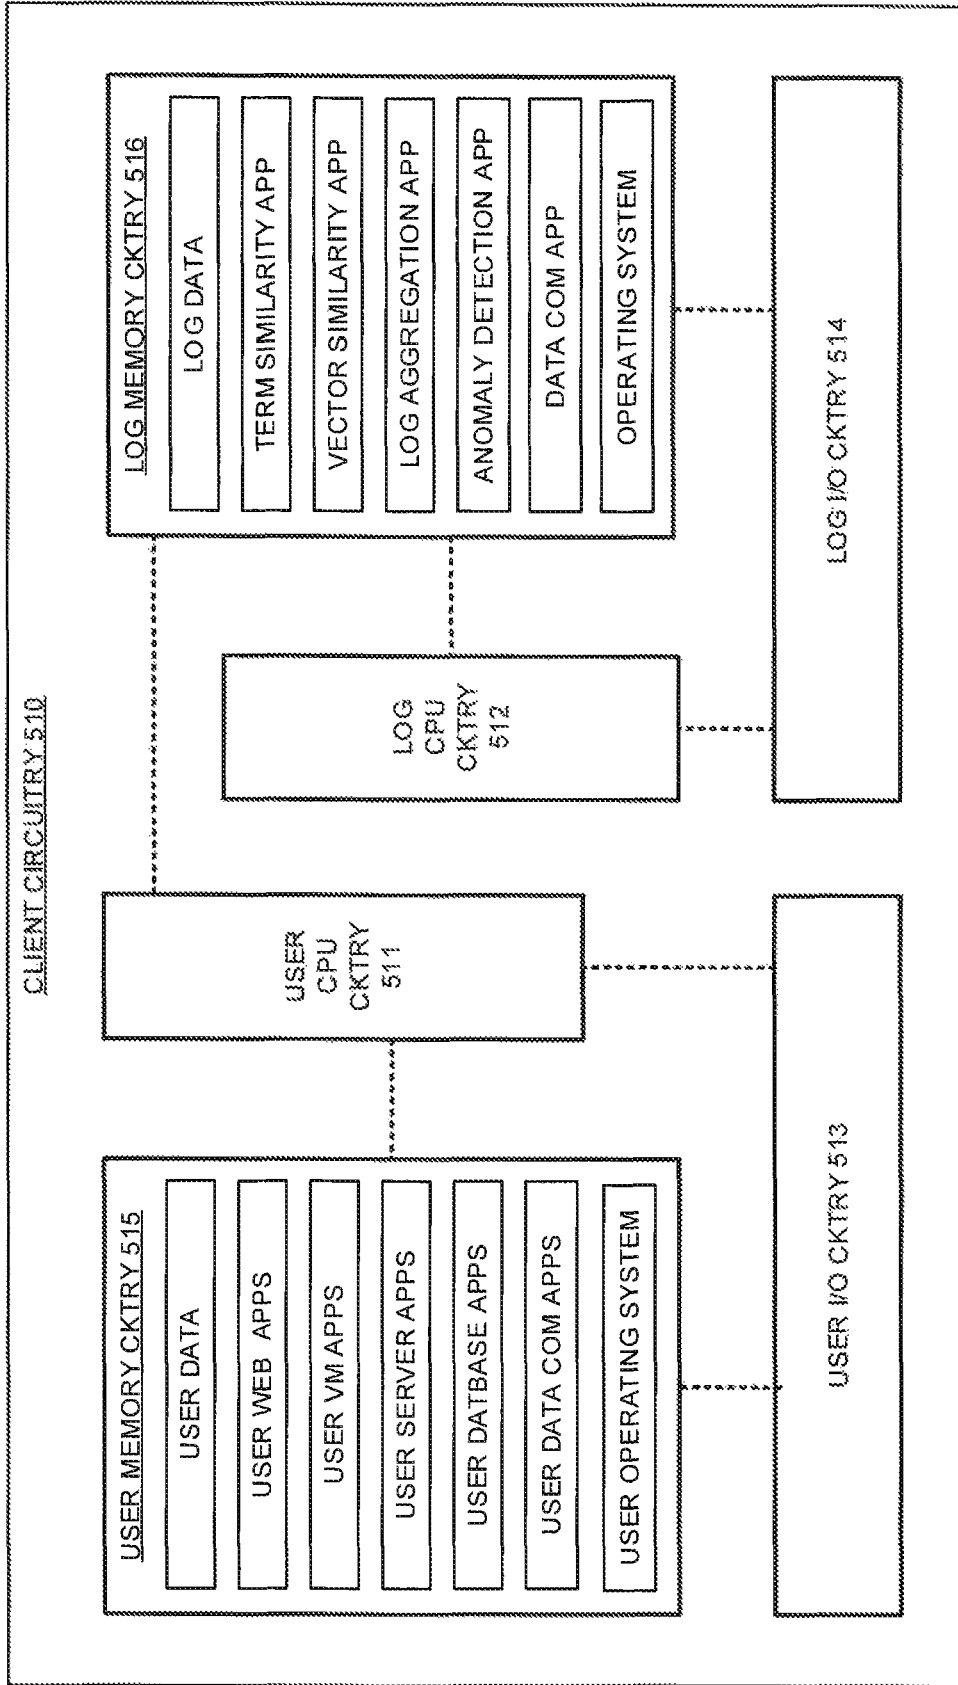 CLIENT CIRCUITRY 510
USER MEMORY CKTRY 515
USER DATA
USER WEB APPS
USER VM APPS
USER SERVER APPS
USER DATBASE APPS
USER DATA COM APPS
USER OPERATING SYSTEM
USER
CPU
CKTRY
511
LOG
CPU
CKTRY
512
LOG MEMORY CKTRY 516
LOG DATA
TERM SIMILARITY APP
VECTOR SIMILARITY APP
LOG AGGREGATION APP
ANOMALY DETECTION APP
DATA COM APP
OPERATING SYSTEM
USER I/O CKTRY 513
LOG I/O CKTRY 514